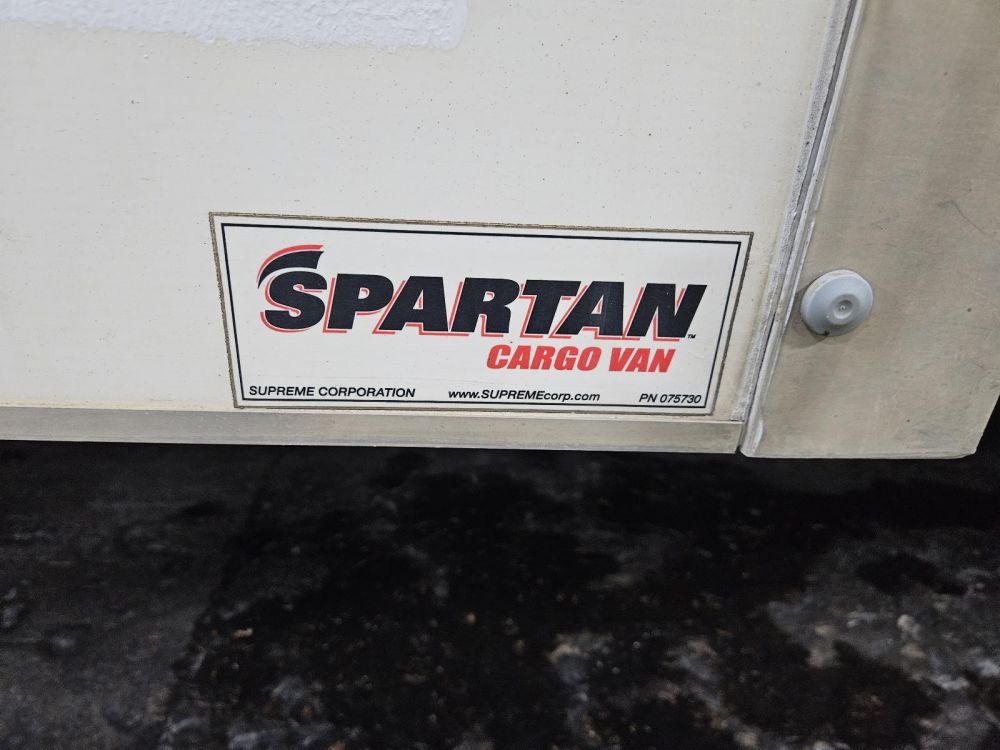 SPARTAN™
CARGO VAN
SUPREME CORPORATION www.SUPREMEcorp.com PN 075730